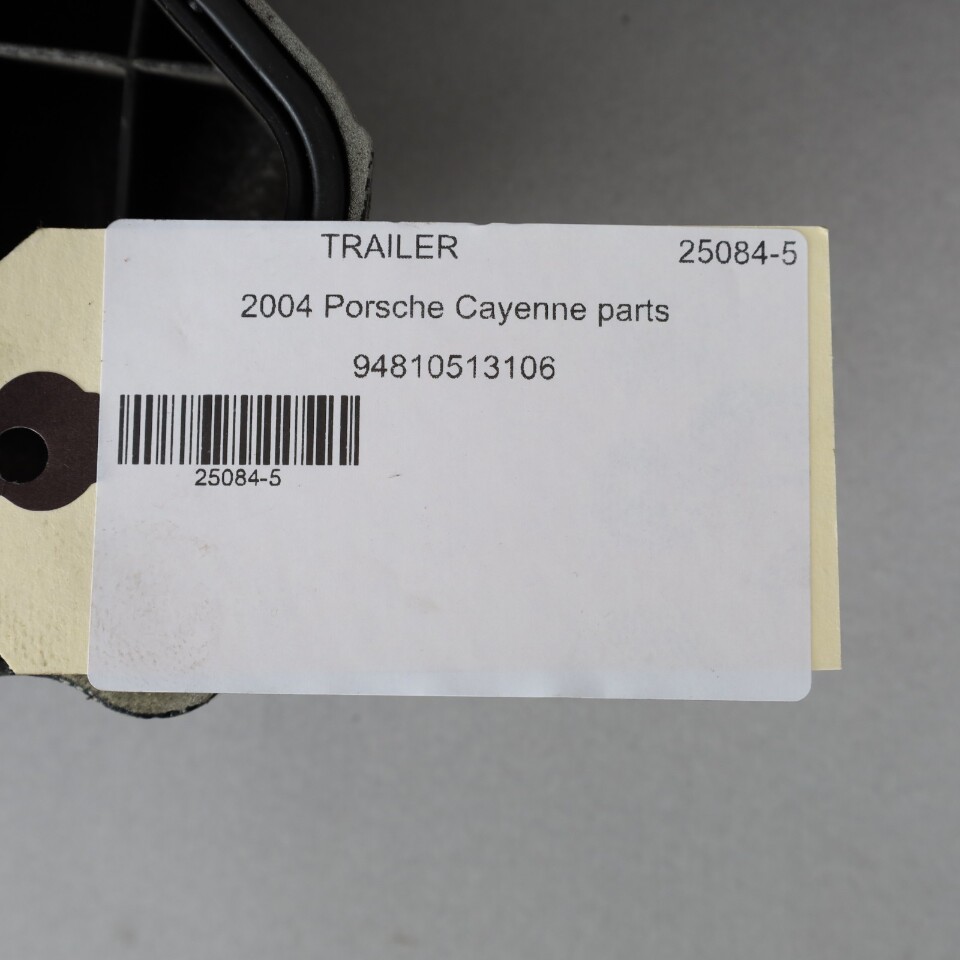 TRAILER 25084-5
2004 Porsche Cayenne parts
94810513106
25084-5